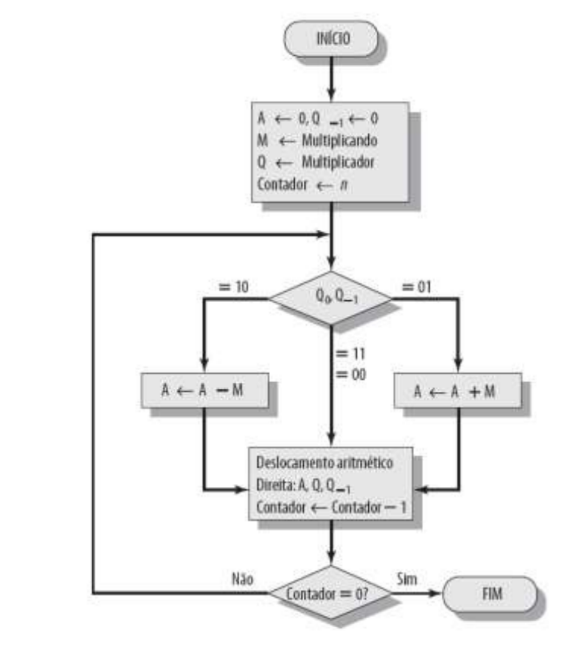 INÍCIO
A ← 0, Q₋₁ ← 0
M ← Multiplicando
Q ← Multiplicador
Contador ← n
= 10
Q₀, Q₋₁
= 01
= 11
= 00
A ← A − M
A ← A + M
Deslocamento aritmético
Direita: A, Q, Q₋₁
Contador ← Contador − 1
Não
Contador = 0?
Sim
FIM